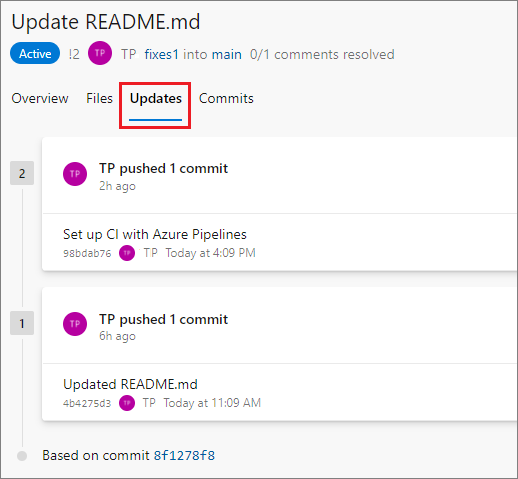 Update README.md
Active !2 TP TP fixes1 into main 0/1 comments resolved
Overview Files Updates Commits
2 TP TP pushed 1 commit
2h ago
Set up CI with Azure Pipelines
98bdab76 TP TP Today at 4:09 PM
1 TP TP pushed 1 commit
6h ago
Updated README.md
4b4275d3 TP TP Today at 11:09 AM
Based on commit 8f1278f8